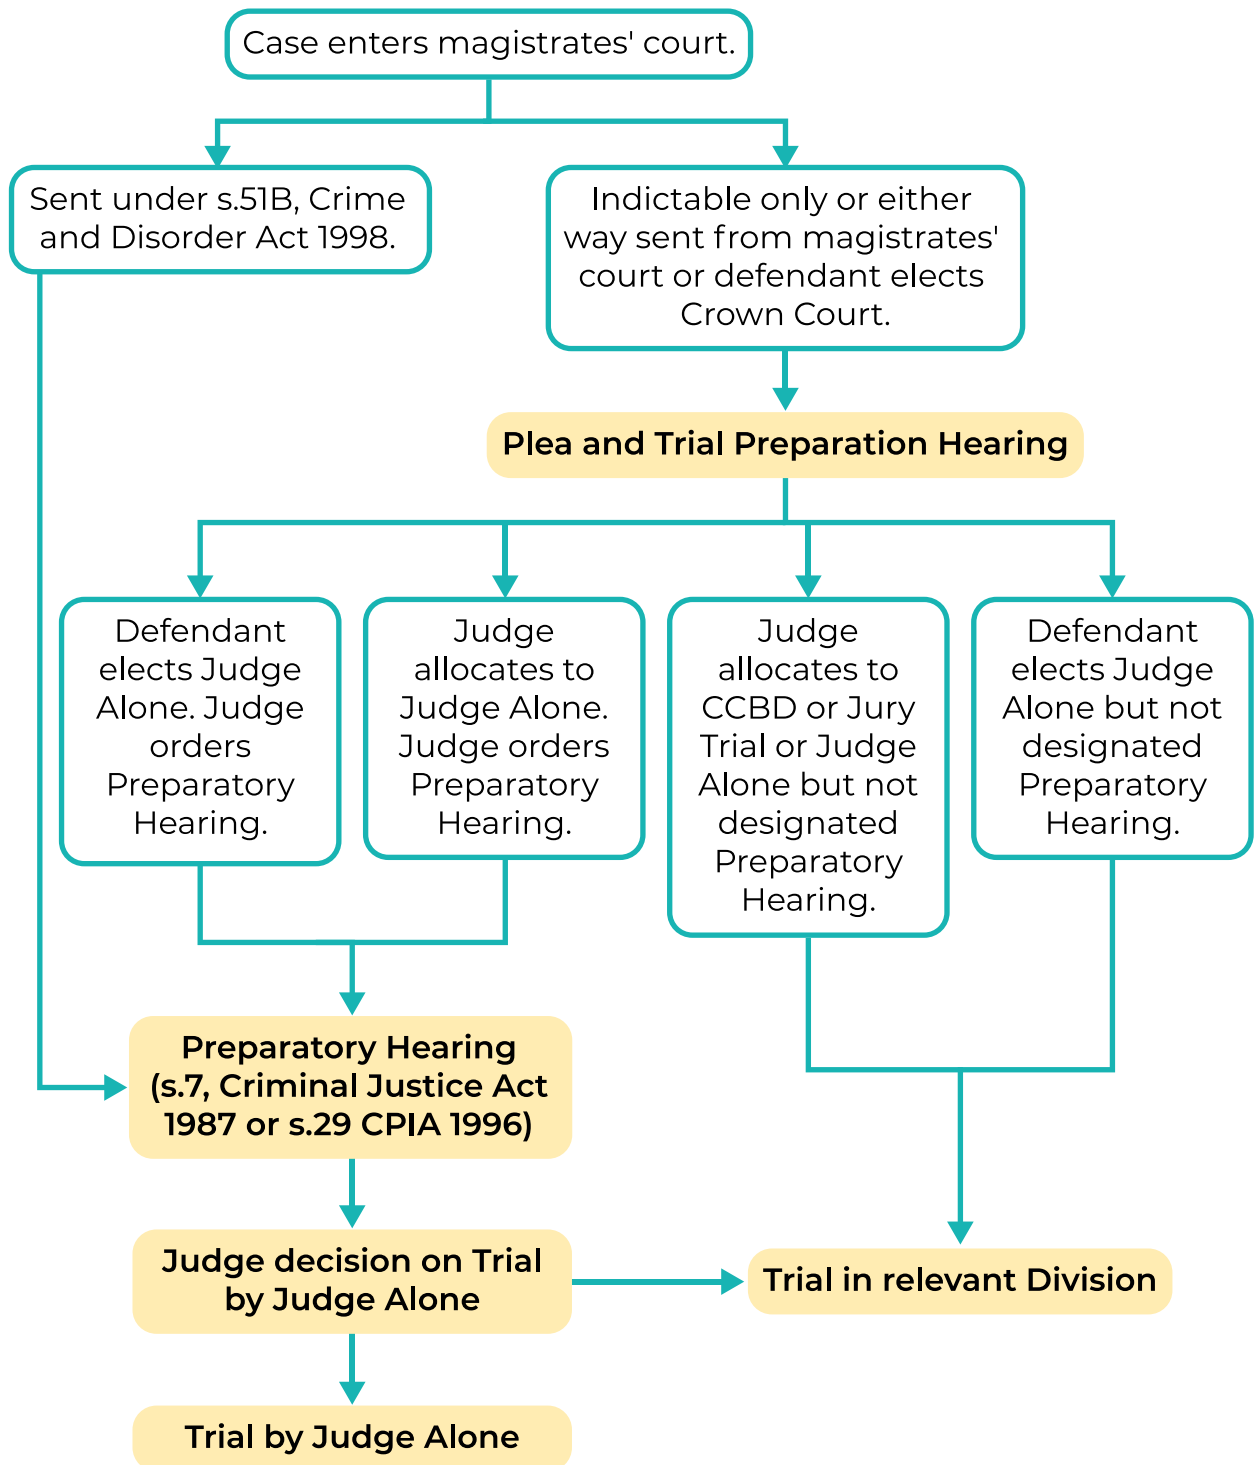 Case enters magistrates' court.
Sent under s.51B, Crime
and Disorder Act 1998.
Indictable only or either
way sent from magistrates'
court or defendant elects
Crown Court.
Plea and Trial Preparation Hearing
Defendant
elects Judge
Alone. Judge
orders
Preparatory
Hearing.
Judge
allocates to
Judge Alone.
Judge orders
Preparatory
Hearing.
Judge
allocates to
CCBD or Jury
Trial or Judge
Alone but not
designated
Preparatory
Hearing.
Defendant
elects Judge
Alone but not
designated
Preparatory
Hearing.
Preparatory Hearing
(s.7, Criminal Justice Act
1987 or s.29 CPIA 1996)
Judge decision on Trial
by Judge Alone
Trial in relevant Division
Trial by Judge Alone